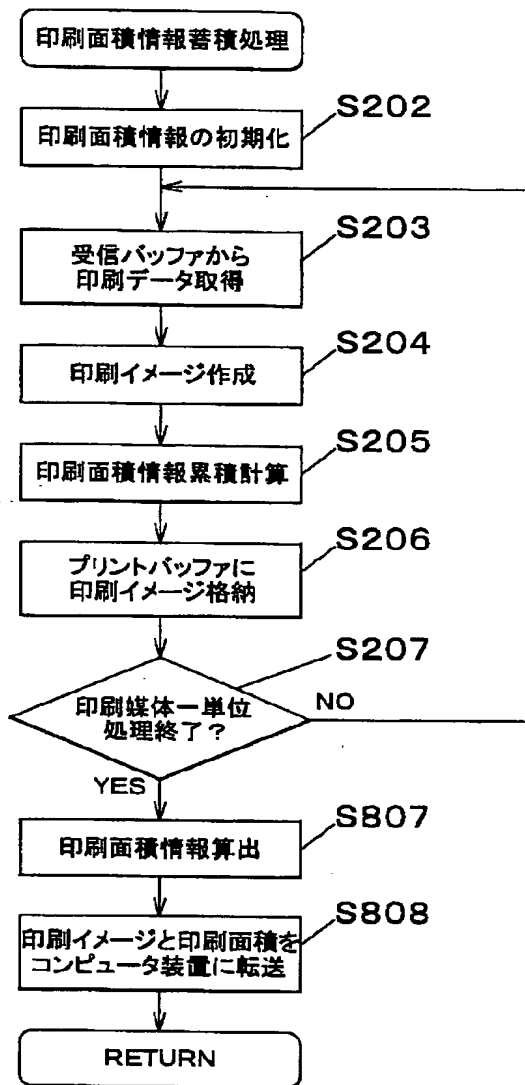 印刷面積情報蓄積処理
S202
印刷面積情報の初期化
S203
受信バッファから
印刷データ取得
S204
印刷イメージ作成
S205
印刷面積情報累積計算
S206
プリントバッファに
印刷イメージ格納
S207
印刷媒体一単位
処理終了？
NO
YES
S807
印刷面積情報算出
S808
印刷イメージと印刷面積を
コンピュータ装置に転送
RETURN